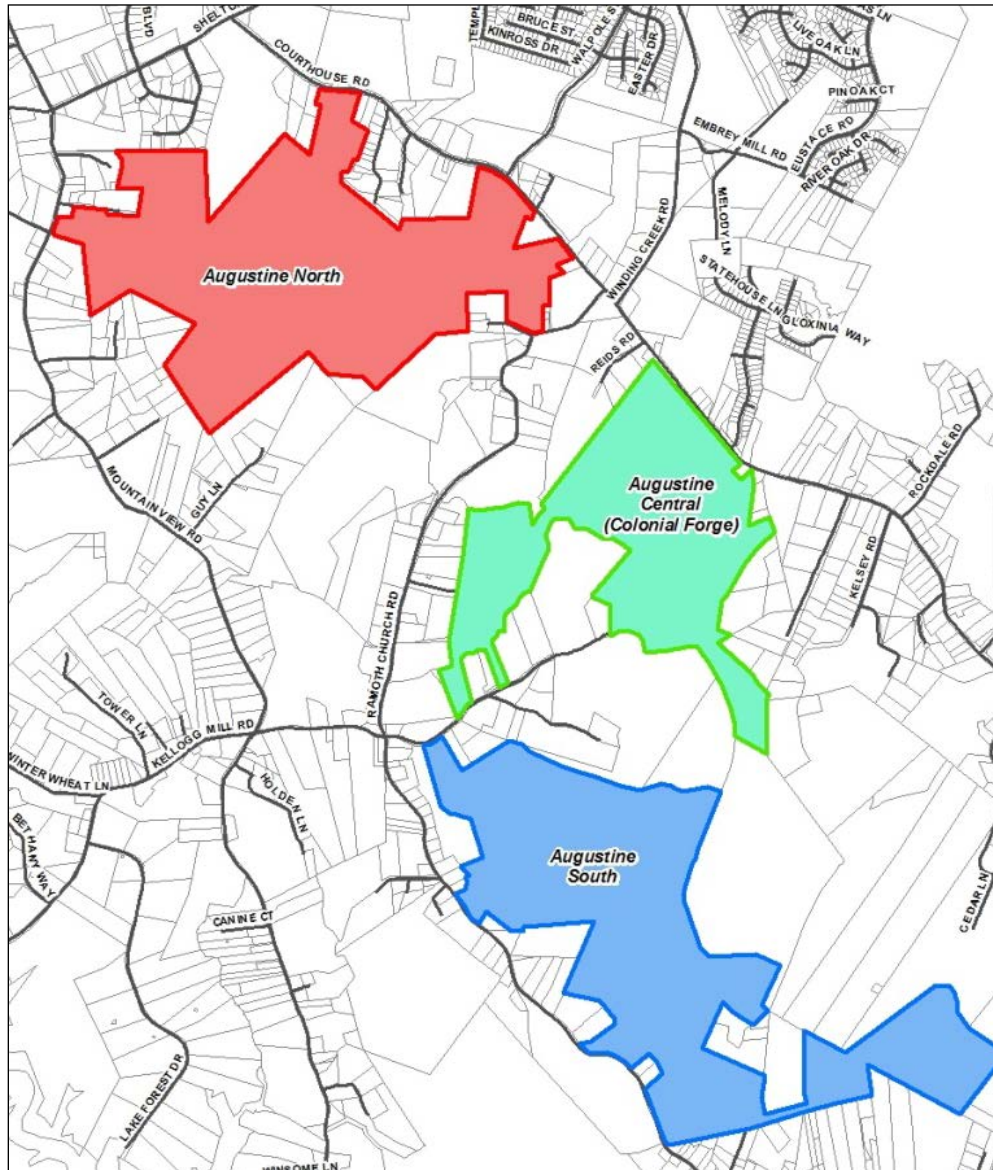 BLVD
SHELTO
TEMPL
BRUCE ST.
KINROSS DR
WALPOLE S
EASTER DR
AS LN
LIVE OAK LN
PIN OAK CT
COURTHOUSE RD
EMBREY MILL RD
EUSTACE RD
RIVER OAK DR
MELODY LN
WINDING CREEK RD
Augustine North
STATEHOUSE LN
GLOXINIA WAY
REIDS RD
ROCKDALE RD
MOUNTAIN VIEW RD
GUY LN
Augustine
Central
(Colonial Forge)
KELSEY RD
RAMOTH CHURCH RD
TOWER LN
KELLOGG MILL RD
WINTER WHEAT LN
HOLDEN LN
BETHANY WAY
Augustine
South
CEDAR LN
CANINE CT
LAKE FOREST DR
WINSOME LN